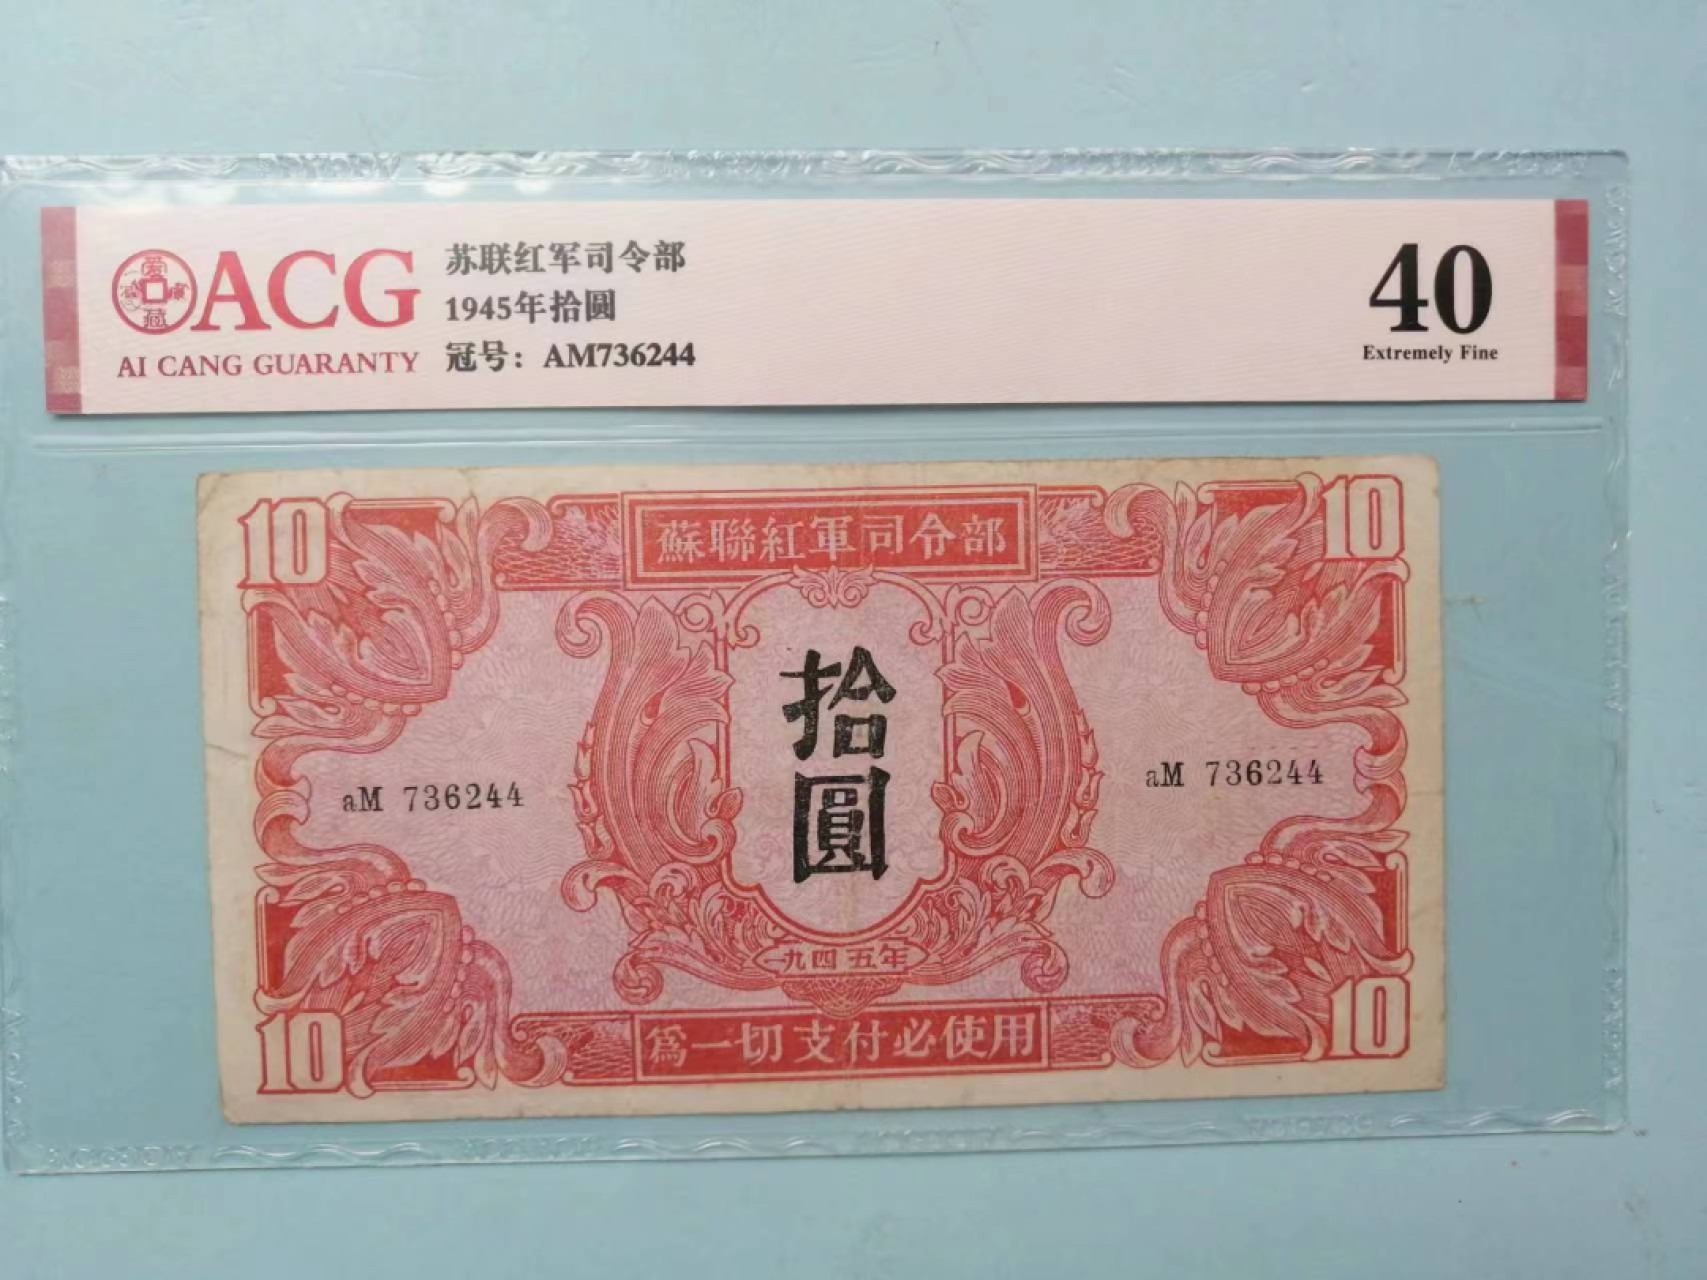 ACG
AI CANG GUARANTY
苏联红军司令部
1945年拾圆
冠号：AM736244
40
Extremely Fine
10
蘇聯紅軍司令部
10
拾圓
aM 736244
aM 736244
一九四五年
10
為一切支付必使用
10